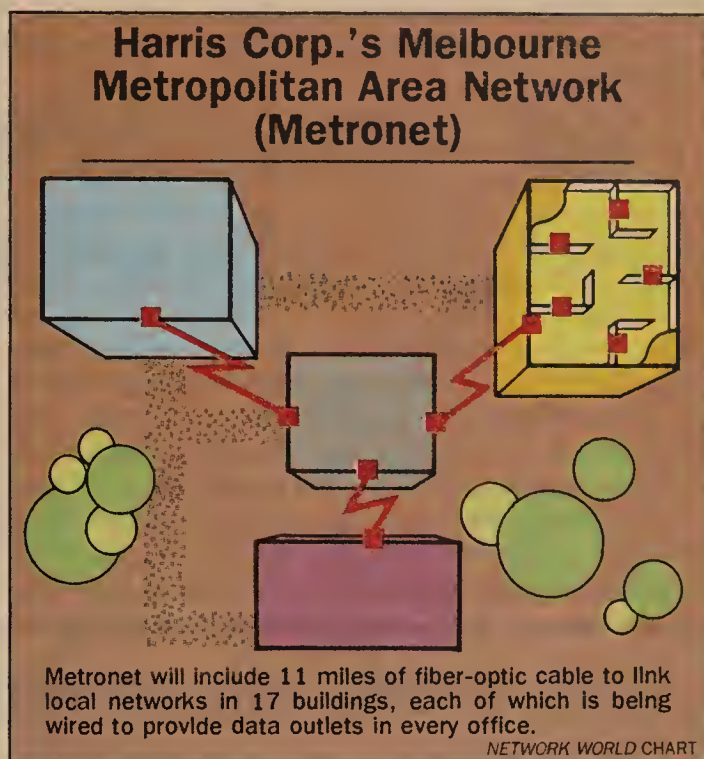 Harris Corp.'s Melbourne
Metropolitan Area Network
(Metronet)
Metronet will include 11 miles of fiber-optic cable to link
local networks in 17 buildings, each of which is being
wired to provide data outlets in every office.
NETWORK WORLD CHART